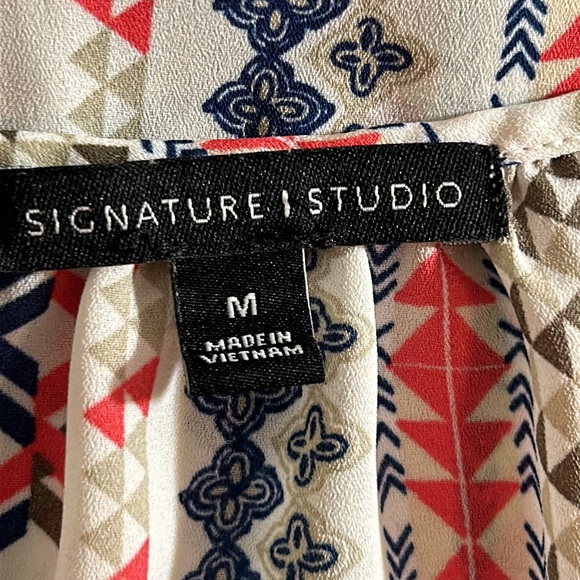 SIGNATURE | STUDIO
M
MADE IN
VIETNAM